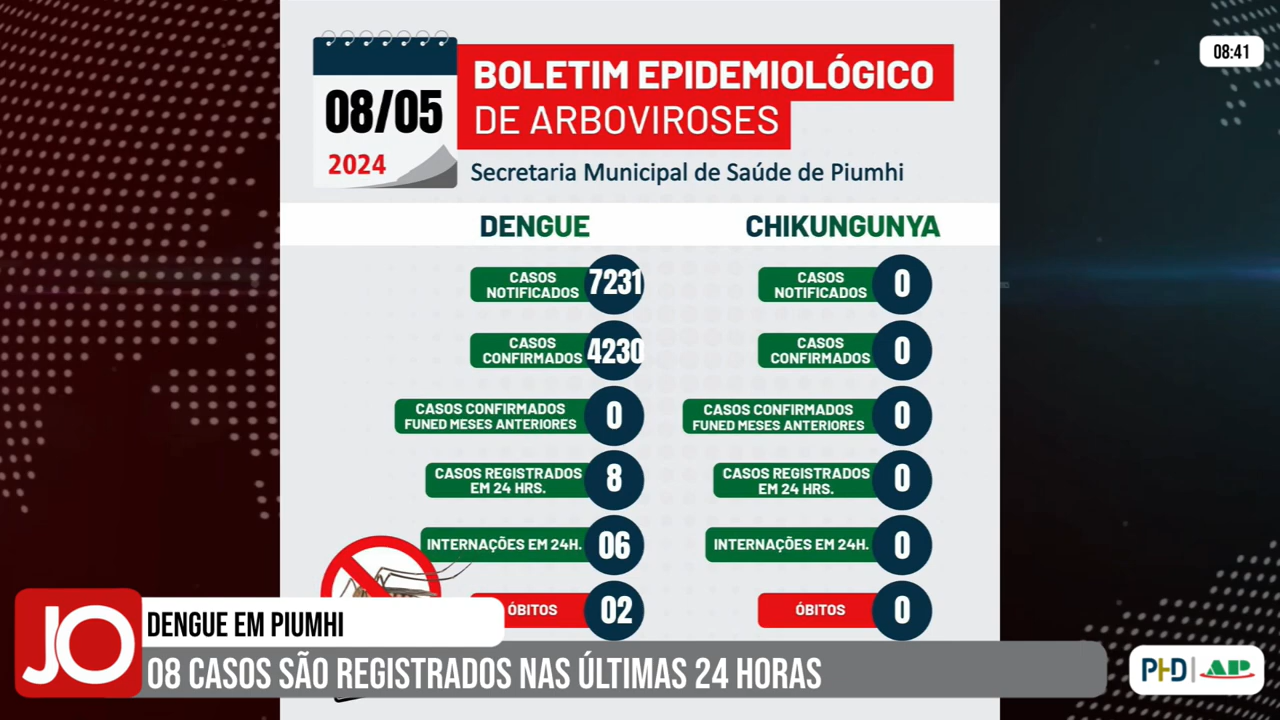 08:41
08/05
2024
BOLETIM EPIDEMIOLÓGICO
DE ARBOVIROSES
Secretaria Municipal de Saúde de Piumhi
DENGUE
CASOS
NOTIFICADOS
7231
CASOS
CONFIRMADOS
4230
CASOS CONFIRMADOS
FUNED MESES ANTERIORES
0
CASOS REGISTRADOS
EM 24 HRS.
8
INTERNAÇÕES EM 24H.
06
ÓBITOS
02
CHIKUNGUNYA
CASOS
NOTIFICADOS
0
CASOS
CONFIRMADOS
0
CASOS CONFIRMADOS
FUNED MESES ANTERIORES
0
CASOS REGISTRADOS
EM 24 HRS.
0
INTERNAÇÕES EM 24H.
0
ÓBITOS
0
JO
DENGUE EM PIUMHI
08 CASOS SÃO REGISTRADOS NAS ÚLTIMAS 24 HORAS
PHD | AP